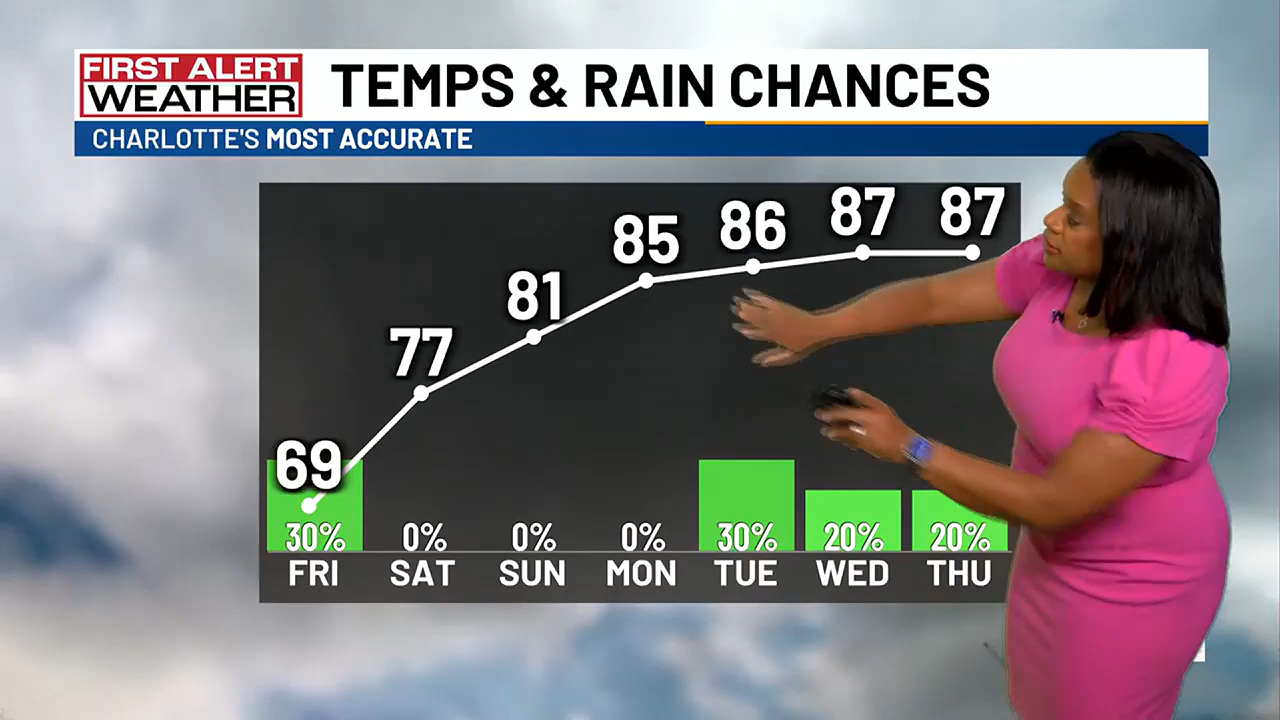 FIRST ALERT
WEATHER
TEMPS & RAIN CHANCES
CHARLOTTE'S MOST ACCURATE
69 77 81 85 86 87 87
30% 0% 0% 0% 30% 20% 20%
FRI SAT SUN MON TUE WED THU